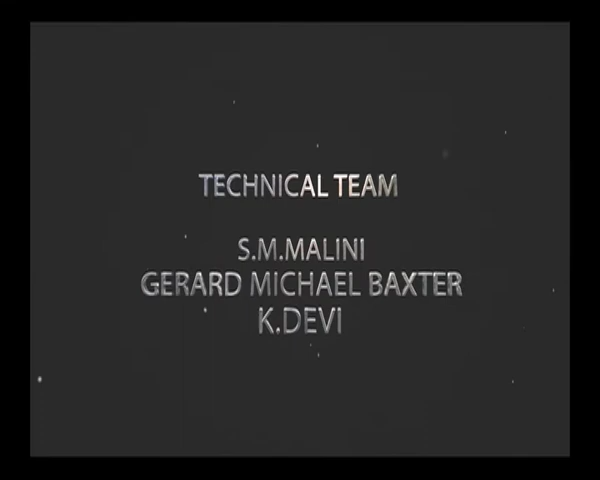 TECHNICAL TEAM
S.M.MALINI
GERARD MICHAEL BAXTER
K.DEVI